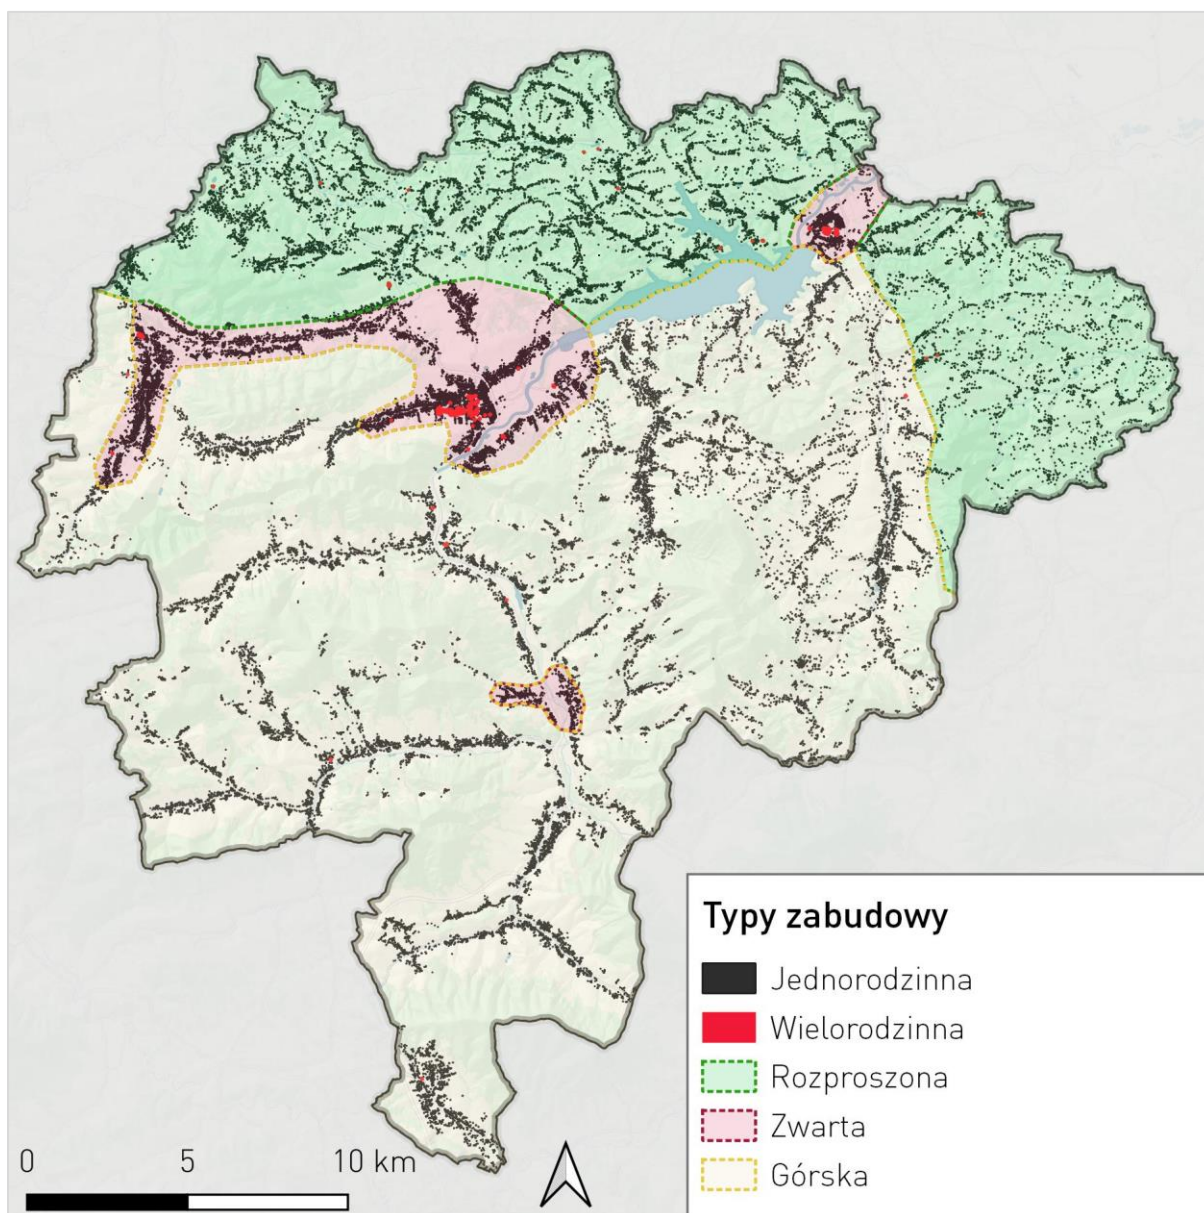 Typy zabudowy
Jednorodzinna
Wielorodzinna
Rozproszona
Zwarta
Górska
0 5 10 km